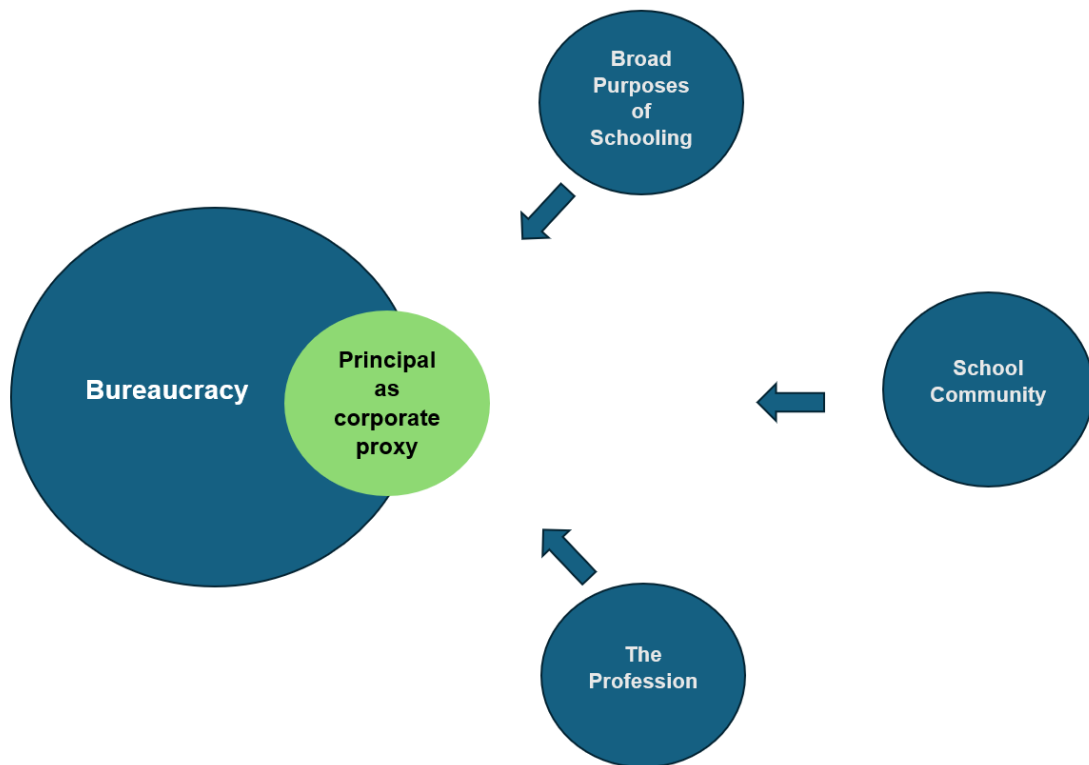 Broad
Purposes
of
Schooling
Bureaucracy
Principal
as
corporate
proxy
School
Community
The
Profession